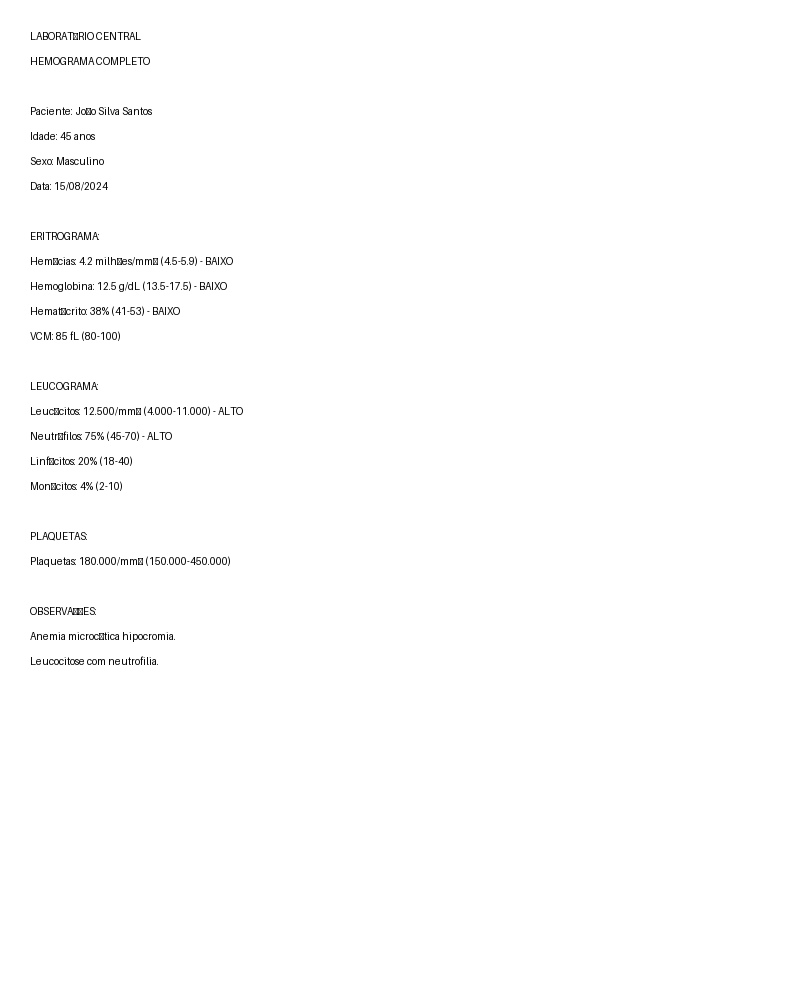 LABORAT☒RIO CENTRAL
HEMOGRAMA COMPLETO
Paciente: Jo☒o Silva Santos
Idade: 45 anos
Sexo: Masculino
Data: 15/08/2024
ERITROGRAMA:
Hem☒cias: 4.2 milh☒es/mm☒ (4.5-5.9) - BAIXO
Hemoglobina: 12.5 g/dL (13.5-17.5) - BAIXO
Hemat☒crito: 38% (41-53) - BAIXO
VCM: 85 fL (80-100)
LEUCOGRAMA:
Leuc☒citos: 12.500/mm☒ (4.000-11.000) - ALTO
Neutr☒filos: 75% (45-70) - ALTO
Linf☒citos: 20% (18-40)
Mon☒citos: 4% (2-10)
PLAQUETAS:
Plaquetas: 180.000/mm☒ (150.000-450.000)
OBSERVA☒☒ES:
Anemia microc☒tica hipocromia.
Leucocitose com neutrofilia.